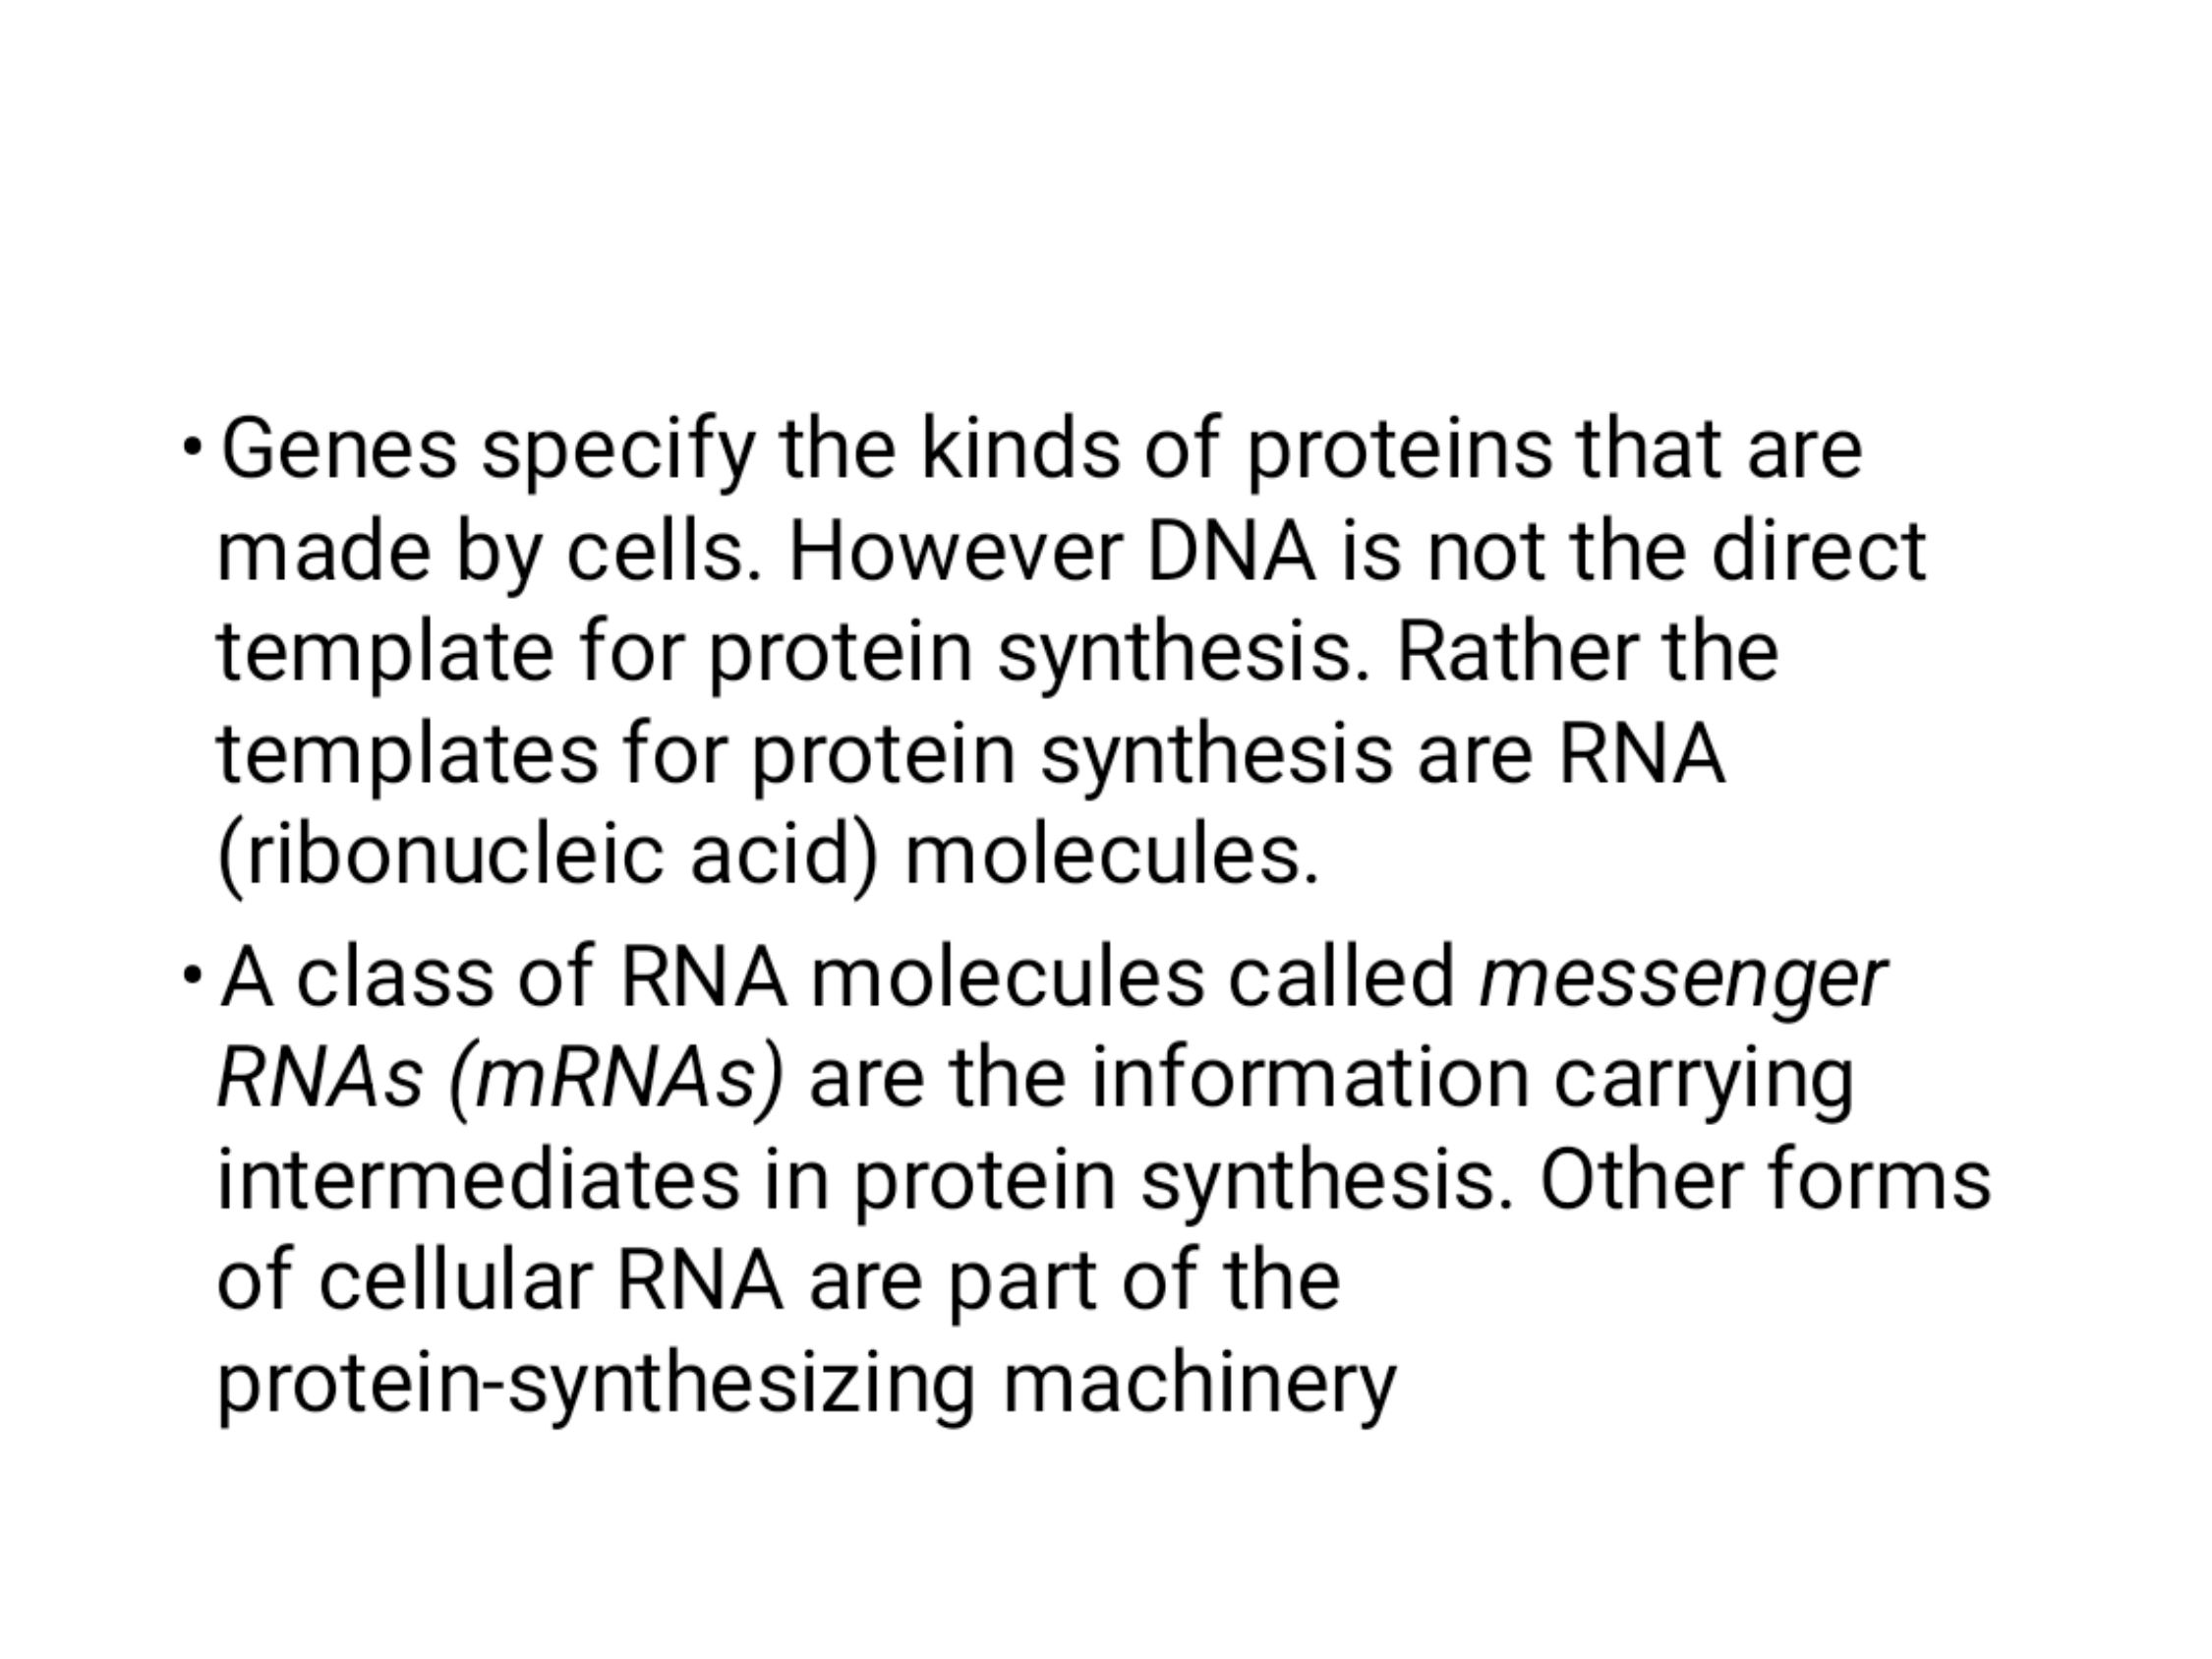 • Genes specify the kinds of proteins that are
made by cells. However DNA is not the direct
template for protein synthesis. Rather the
templates for protein synthesis are RNA
(ribonucleic acid) molecules.
• A class of RNA molecules called messenger
RNAs (mRNAs) are the information carrying
intermediates in protein synthesis. Other forms
of cellular RNA are part of the
protein-synthesizing machinery